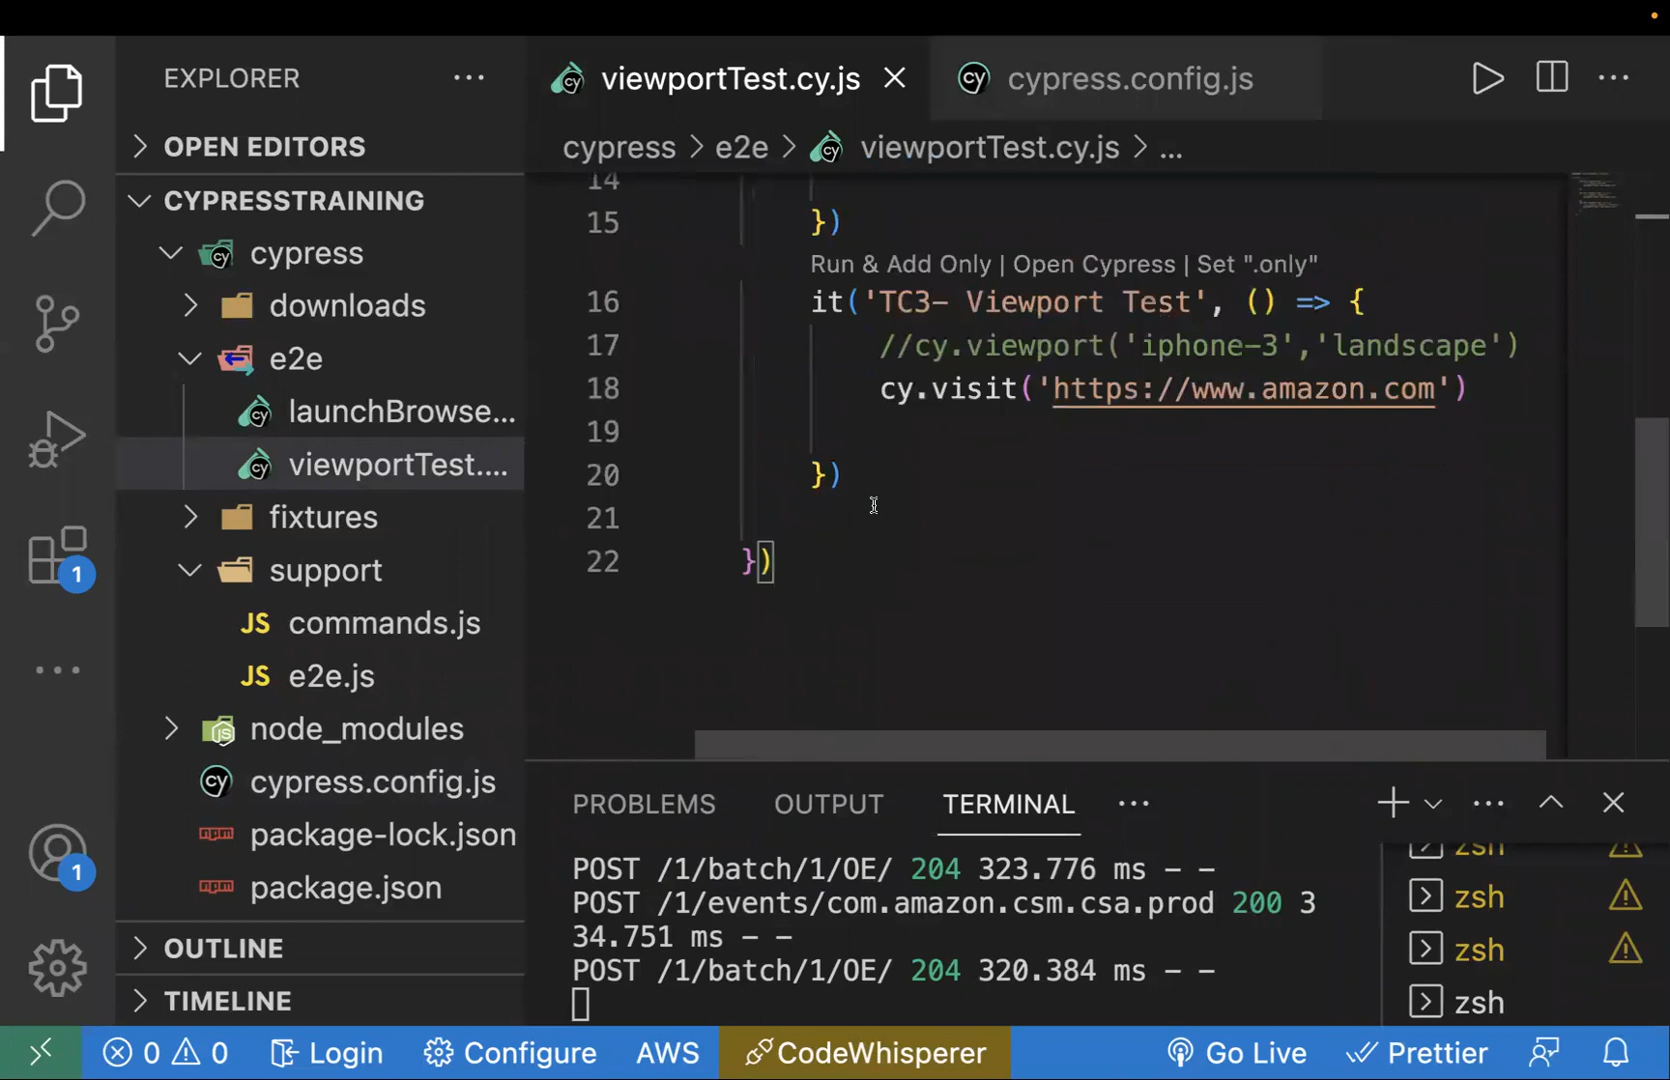 EXPLORER
viewportTest.cy.js
cypress.config.js
OPEN EDITORS
cypress > e2e > viewportTest.cy.js > ...
CYPRESSTRAINING
cypress
downloads
e2e
launchBrowse...
viewportTest....
fixtures
support
JS commands.js
JS e2e.js
node_modules
cypress.config.js
package-lock.json
package.json
OUTLINE
TIMELINE
14
15 })
Run & Add Only | Open Cypress | Set ".only"
16 it('TC3- Viewport Test', () => {
17 //cy.viewport('iphone-3','landscape')
18 cy.visit('https://www.amazon.com')
19
20 })
21
22 })
PROBLEMS OUTPUT TERMINAL
POST /1/batch/1/OE/ 204 323.776 ms - -
POST /1/events/com.amazon.csm.csa.prod 200 3
34.751 ms - -
POST /1/batch/1/OE/ 204 320.384 ms - -
zsh
zsh
zsh
zsh
1
1
0 0 Login Configure AWS CodeWhisperer Go Live Prettier